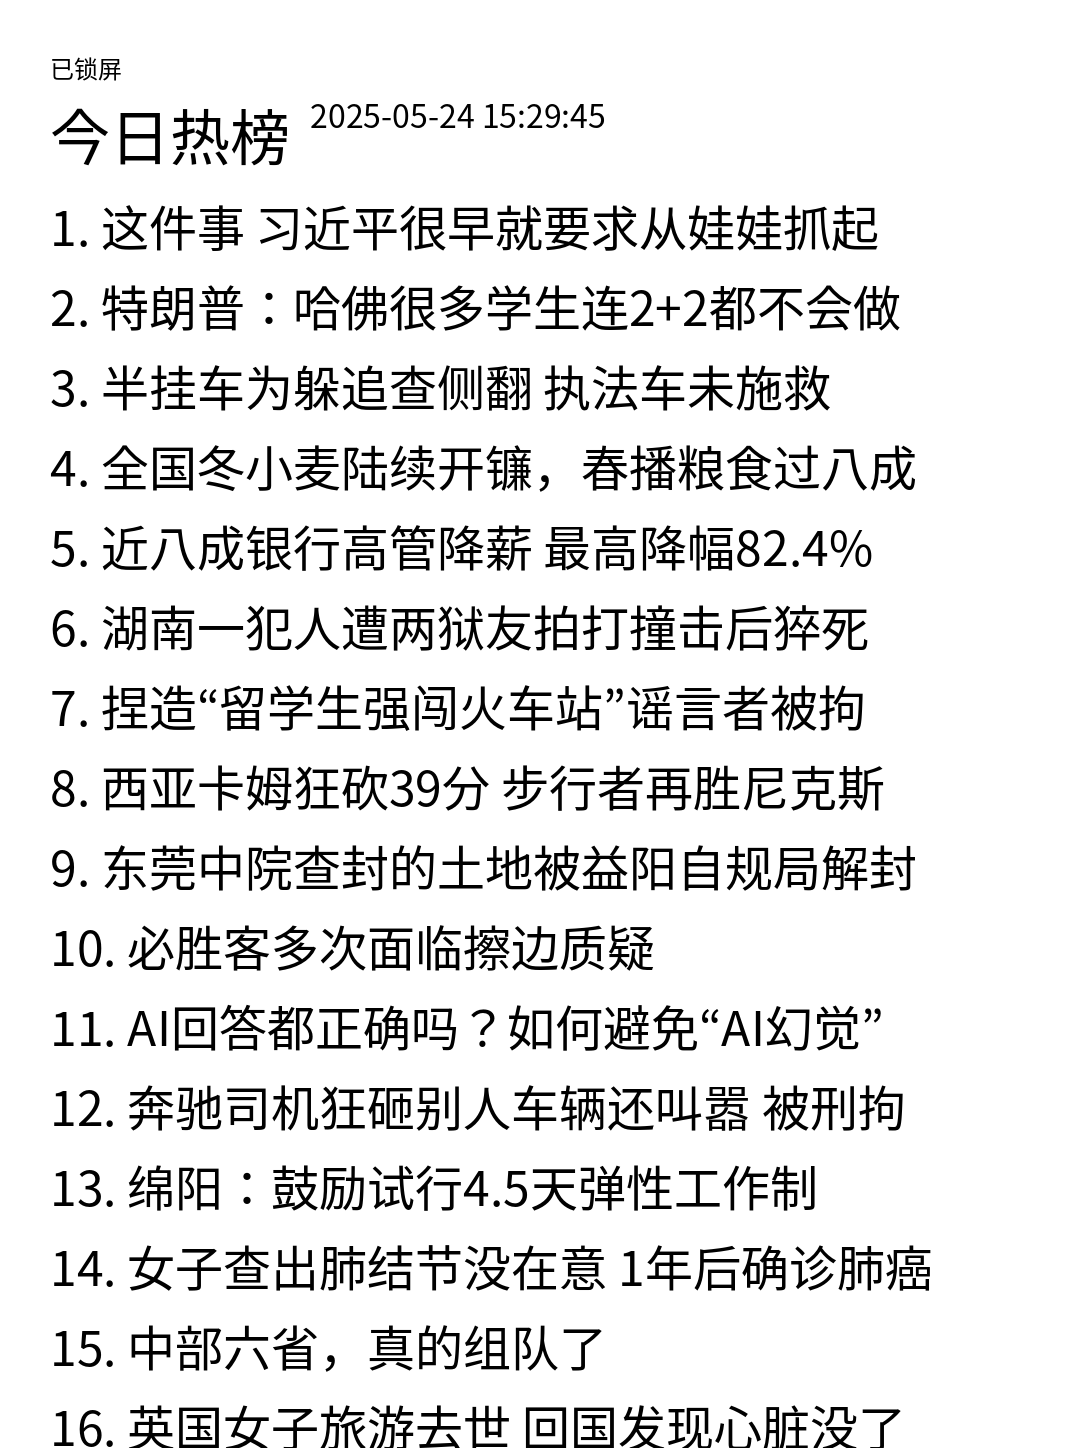 已锁屏
今日热榜 2025-05-24 15:29:45
1. 这件事 习近平很早就要求从娃娃抓起
2. 特朗普：哈佛很多学生连2+2都不会做
3. 半挂车为躲追查侧翻 执法车未施救
4. 全国冬小麦陆续开镰，春播粮食过八成
5. 近八成银行高管降薪 最高降幅82.4%
6. 湖南一犯人遭两狱友拍打撞击后猝死
7. 捏造“留学生强闯火车站”谣言者被拘
8. 西亚卡姆狂砍39分 步行者再胜尼克斯
9. 东莞中院查封的土地被益阳自规局解封
10. 必胜客多次面临擦边质疑
11. AI回答都正确吗？如何避免“AI幻觉”
12. 奔驰司机狂砸别人车辆还叫嚣 被刑拘
13. 绵阳：鼓励试行4.5天弹性工作制
14. 女子查出肺结节没在意 1年后确诊肺癌
15. 中部六省，真的组队了
16. 英国女子旅游去世 回国发现心脏没了